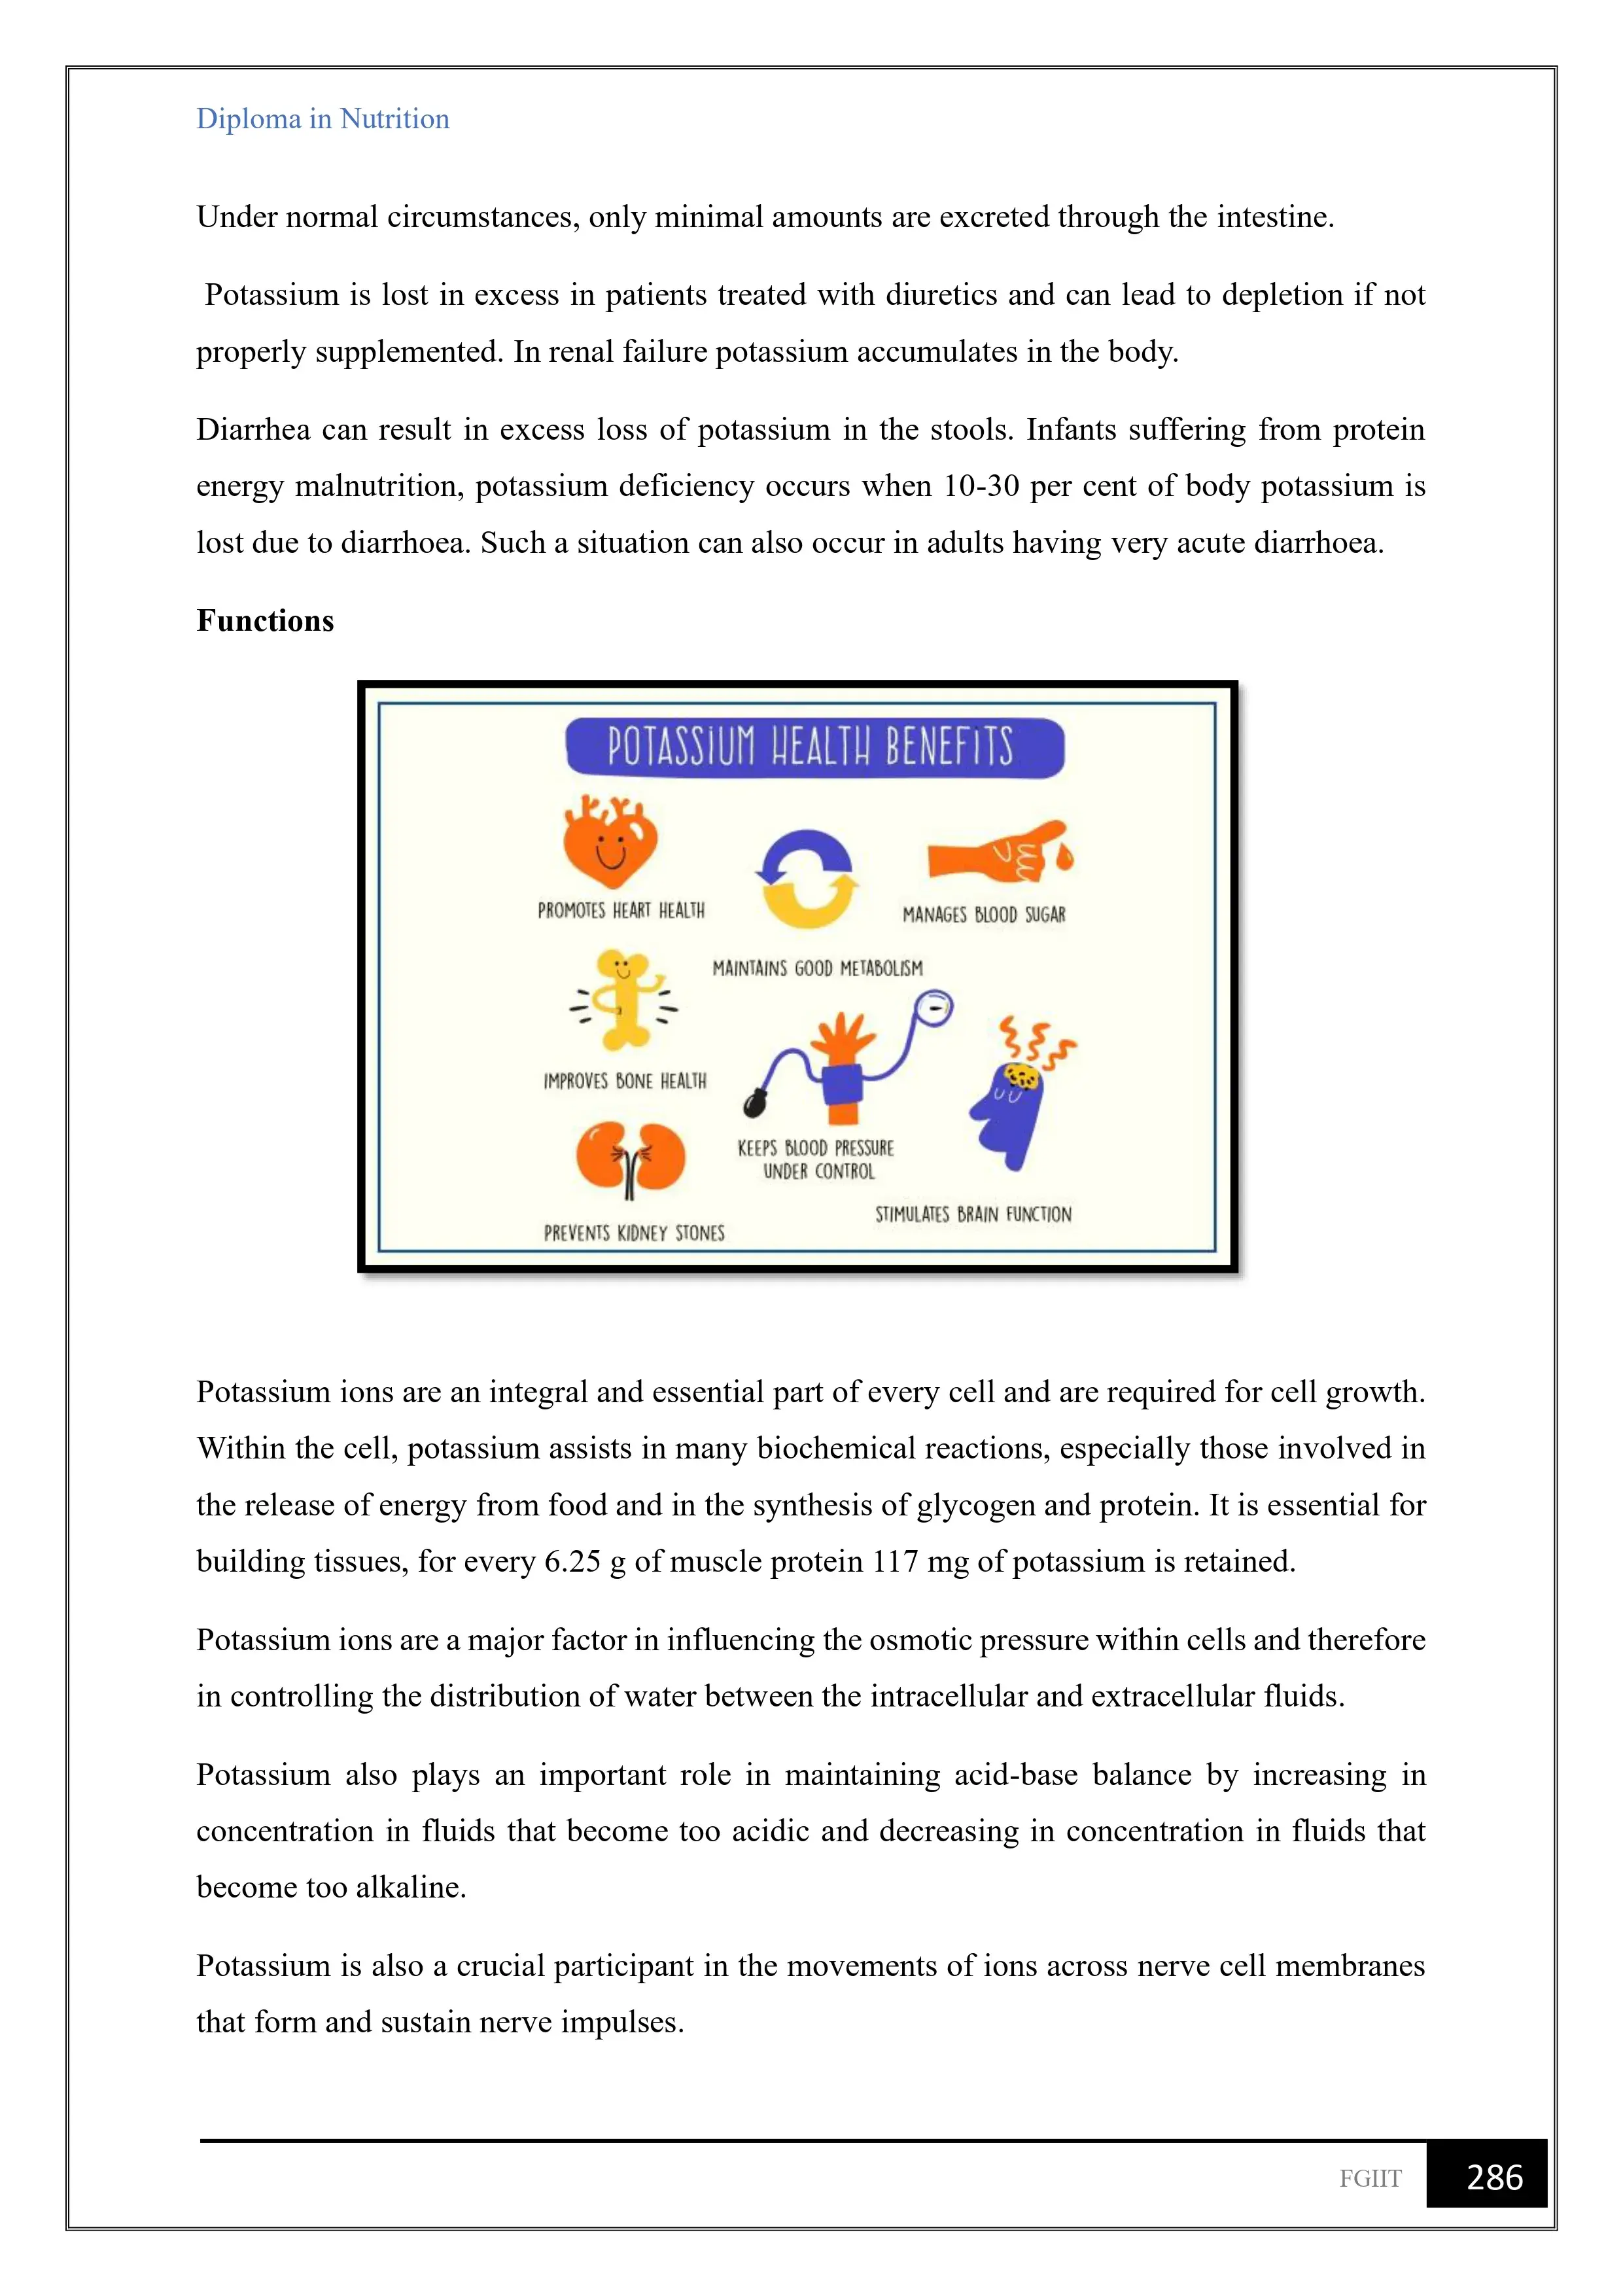 Diploma in Nutrition
Under normal circumstances, only minimal amounts are excreted through the intestine.
Potassium is lost in excess in patients treated with diuretics and can lead to depletion if not
properly supplemented. In renal failure potassium accumulates in the body.
Diarrhea can result in excess loss of potassium in the stools. Infants suffering from protein
energy malnutrition, potassium deficiency occurs when 10-30 per cent of body potassium is
lost due to diarrhoea. Such a situation can also occur in adults having very acute diarrhoea.
Functions
POTASSIUM HEALTH BENEFITS
PROMOTES HEART HEALTH
MANAGES BLOOD SUGAR
MAINTAINS GOOD METABOLISM
IMPROVES BONE HEALTH
KEEPS BLOOD PRESSURE
UNDER CONTROL
STIMULATES BRAIN FUNCTION
PREVENTS KIDNEY STONES
Potassium ions are an integral and essential part of every cell and are required for cell growth.
Within the cell, potassium assists in many biochemical reactions, especially those involved in
the release of energy from food and in the synthesis of glycogen and protein. It is essential for
building tissues, for every 6.25 g of muscle protein 117 mg of potassium is retained.
Potassium ions are a major factor in influencing the osmotic pressure within cells and therefore
in controlling the distribution of water between the intracellular and extracellular fluids.
Potassium also plays an important role in maintaining acid-base balance by increasing in
concentration in fluids that become too acidic and decreasing in concentration in fluids that
become too alkaline.
Potassium is also a crucial participant in the movements of ions across nerve cell membranes
that form and sustain nerve impulses.
FGIIT 286